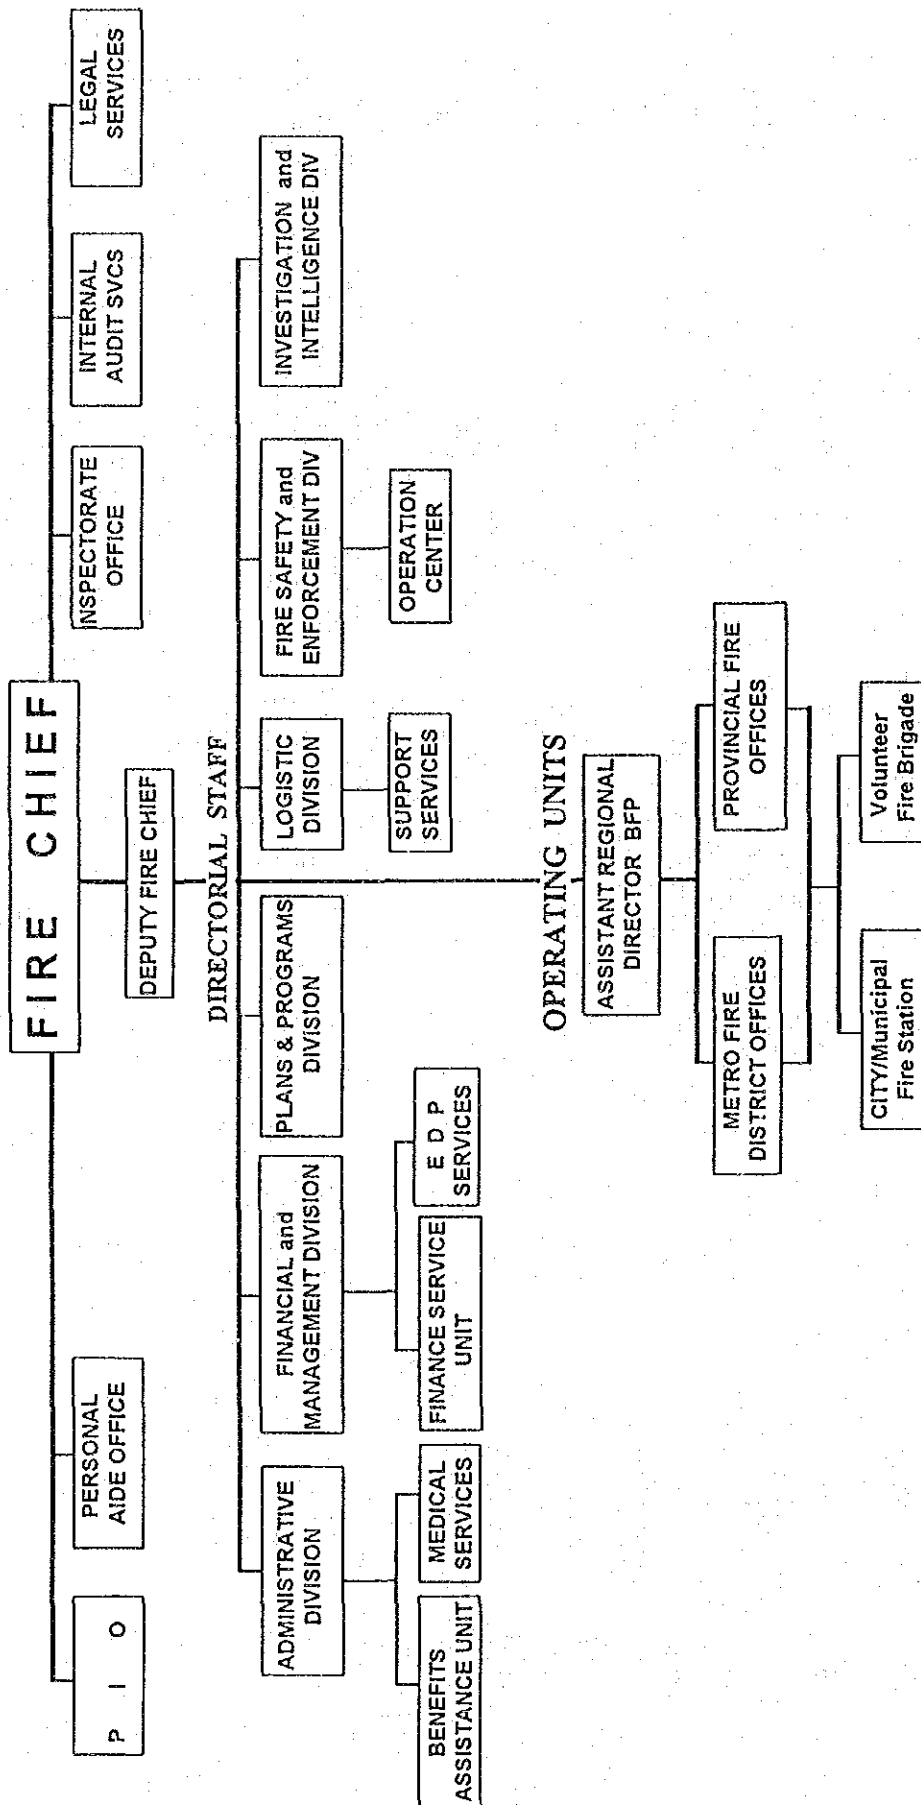 FIRE CHIEF
P I O
PERSONAL
AIDE OFFICE
NSPECTORATE
OFFICE
INTERNAL
AUDIT SVCS
LEGAL
SERVICES
DEPUTY FIRE CHIEF
DIRECTORIAL STAFF
ADMINISTRATIVE
DIVISION
FINANCIAL and
MANAGEMENT DIVISION
PLANS & PROGRAMS
DIVISION
LOGISTIC
DIVISION
FIRE SAFETY and
ENFORCEMENT DIV
INVESTIGATION and
INTELLIGENCE DIV
BENEFITS
ASSISTANCE UNIT
MEDICAL
SERVICES
FINANCE SERVICE
UNIT
E D P
SERVICES
SUPPORT
SERVICES
OPERATION
CENTER
OPERATING UNITS
ASSISTANT REGIONAL
DIRECTOR BFP
METRO FIRE
DISTRICT OFFICES
PROVINCIAL FIRE
OFFICES
CITY/Municipal
Fire Station
Volunteer
Fire Brigade